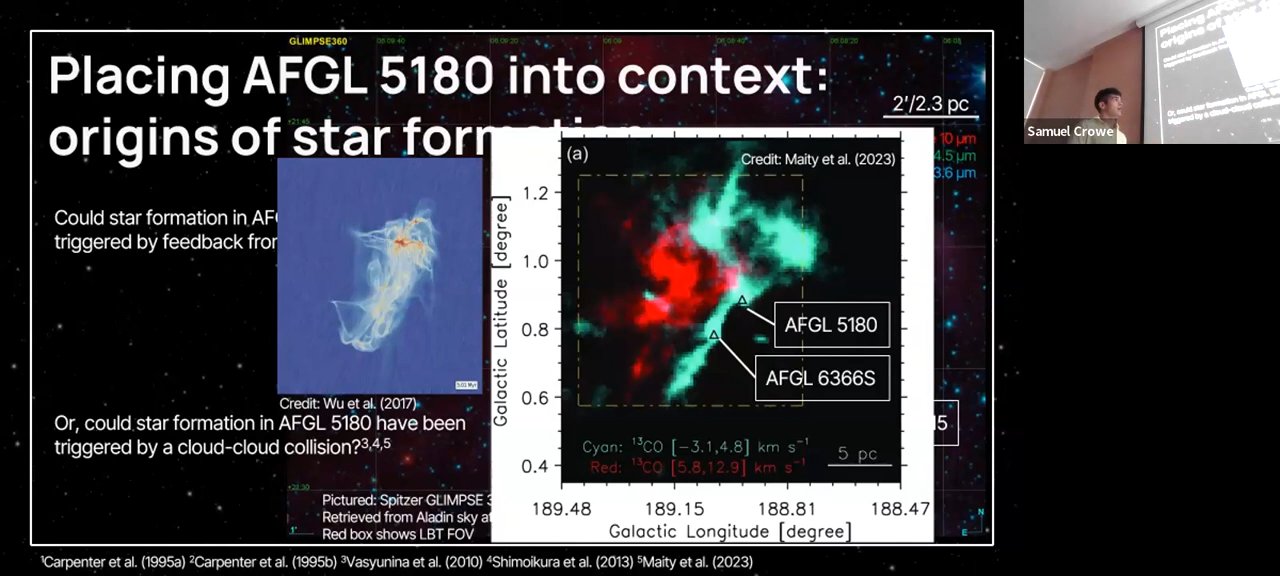 GLIMPSE360
Placing AFGL 5180 into context:
origins of star formation
2'/2.3 pc
10 µm
4.5 µm
3.6 µm
Could star formation in AF
triggered by feedback from
Credit: Wu et al. (2017)
Or, could star formation in AFGL 5180 have been
triggered by a cloud-cloud collision?3,4,5
(a)
Credit: Maity et al. (2023)
Galactic Latitude [degree]
1.2
1.0
0.8
0.6
0.4
AFGL 5180
AFGL 6366S
Cyan: 13CO [−3.1,4.8] km s−1
Red: 13CO [5.8,12.9] km s−1
5 pc
189.48 189.15 188.81 188.47
Galactic Longitude [degree]
15
Pictured: Spitzer GLIMPSE 3
Retrieved from Aladin sky at
Red box shows LBT FOV
1'
N
E
1Carpenter et al. (1995a) 2Carpenter et al. (1995b) 3Vasyunina et al. (2010) 4Shimoikura et al. (2013) 5Maity et al. (2023)
Samuel Crowe